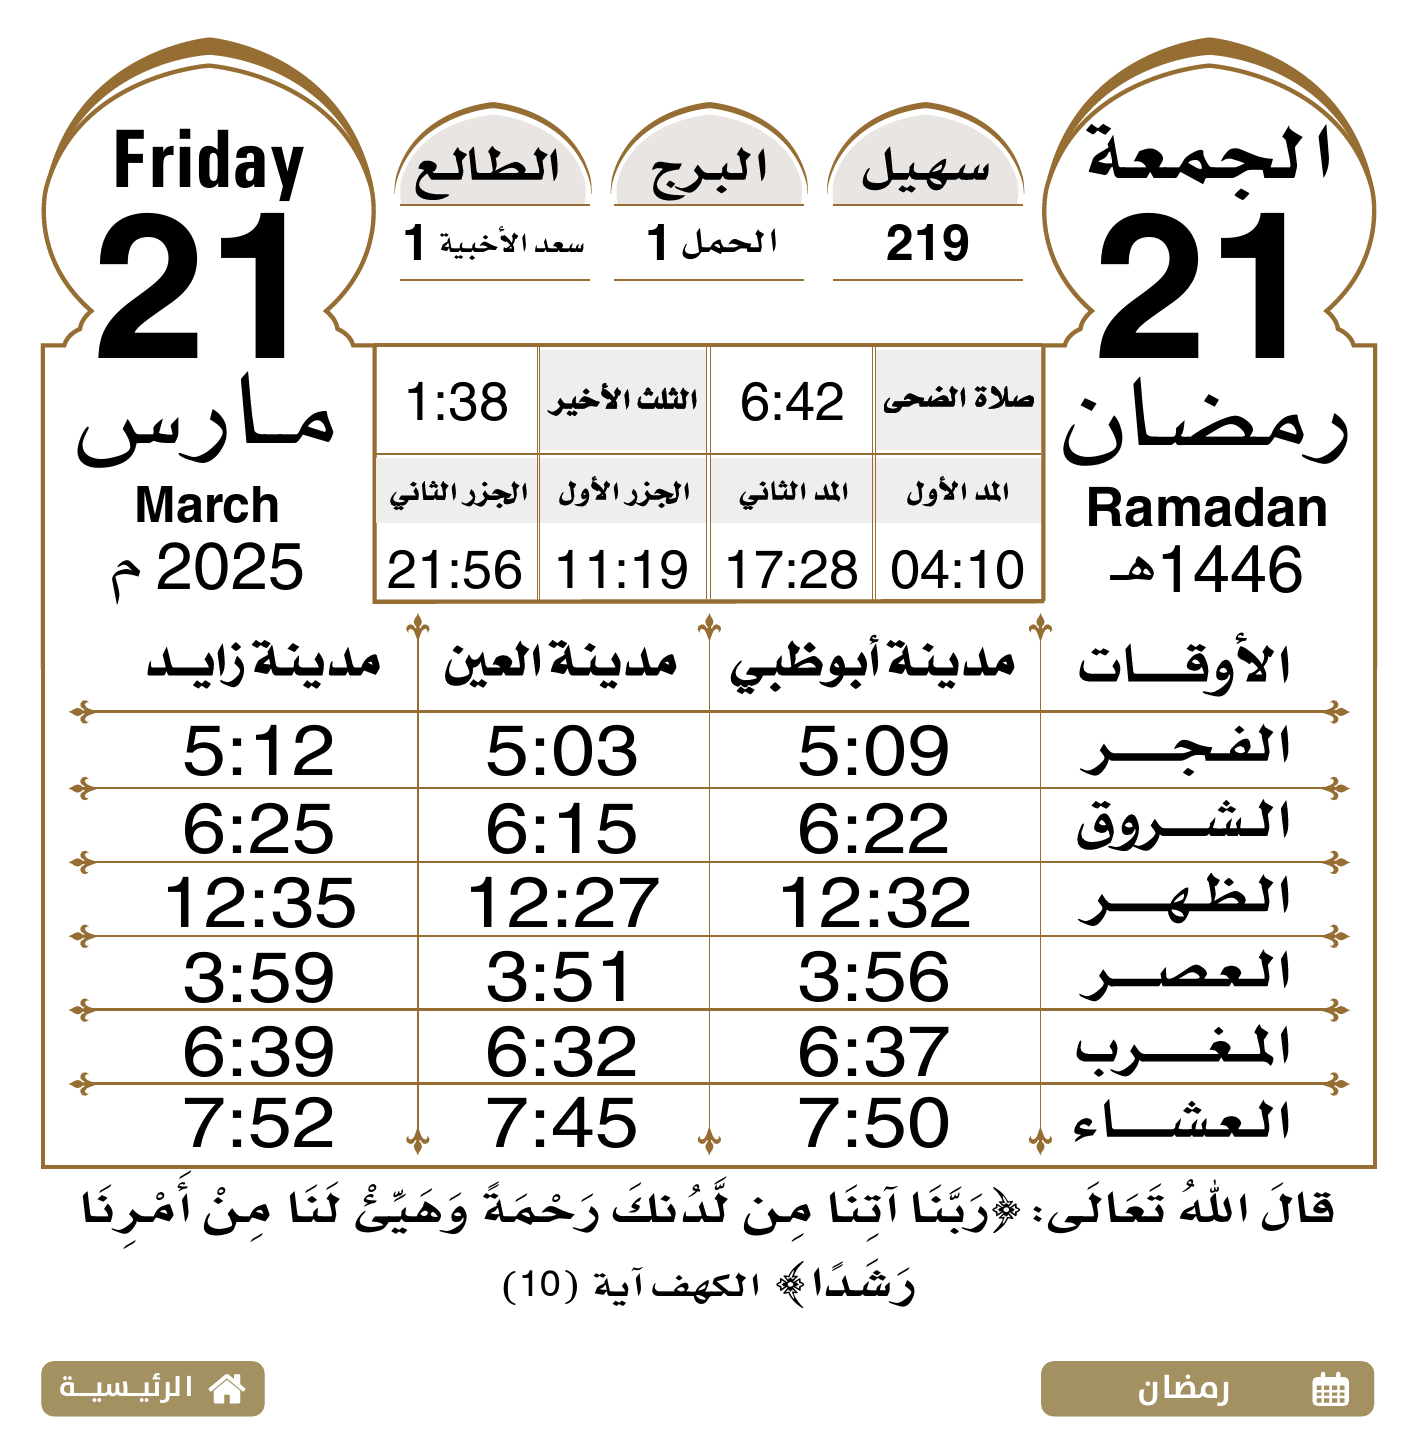 الجمعة
21
رمضان
Ramadan
1446هـ
سهيل
219
البرج
الحمل 1
الطالع
سعد الأخبية 1
Friday
21
مارس
March
2025 م
صلاة الضحى 6:42 الثلث الأخير 1:38
المد الأول المد الثاني الجزر الأول الجزر الثاني
04:10 17:28 11:19 21:56
الأوقات مدينة أبوظبي مدينة العين مدينة زايد
الفجر 5:09 5:03 5:12
الشروق 6:22 6:15 6:25
الظهر 12:32 12:27 12:35
العصر 3:56 3:51 3:59
المغرب 6:37 6:32 6:39
العشاء 7:50 7:45 7:52
قالَ اللهُ تَعَالَى: ﴿رَبَّنَا آتِنَا مِن لَّدُنكَ رَحْمَةً وَهَيِّئْ لَنَا مِنْ أَمْرِنَا
رَشَدًا﴾ الكهف آية (10)
رمضان
الرئيسية